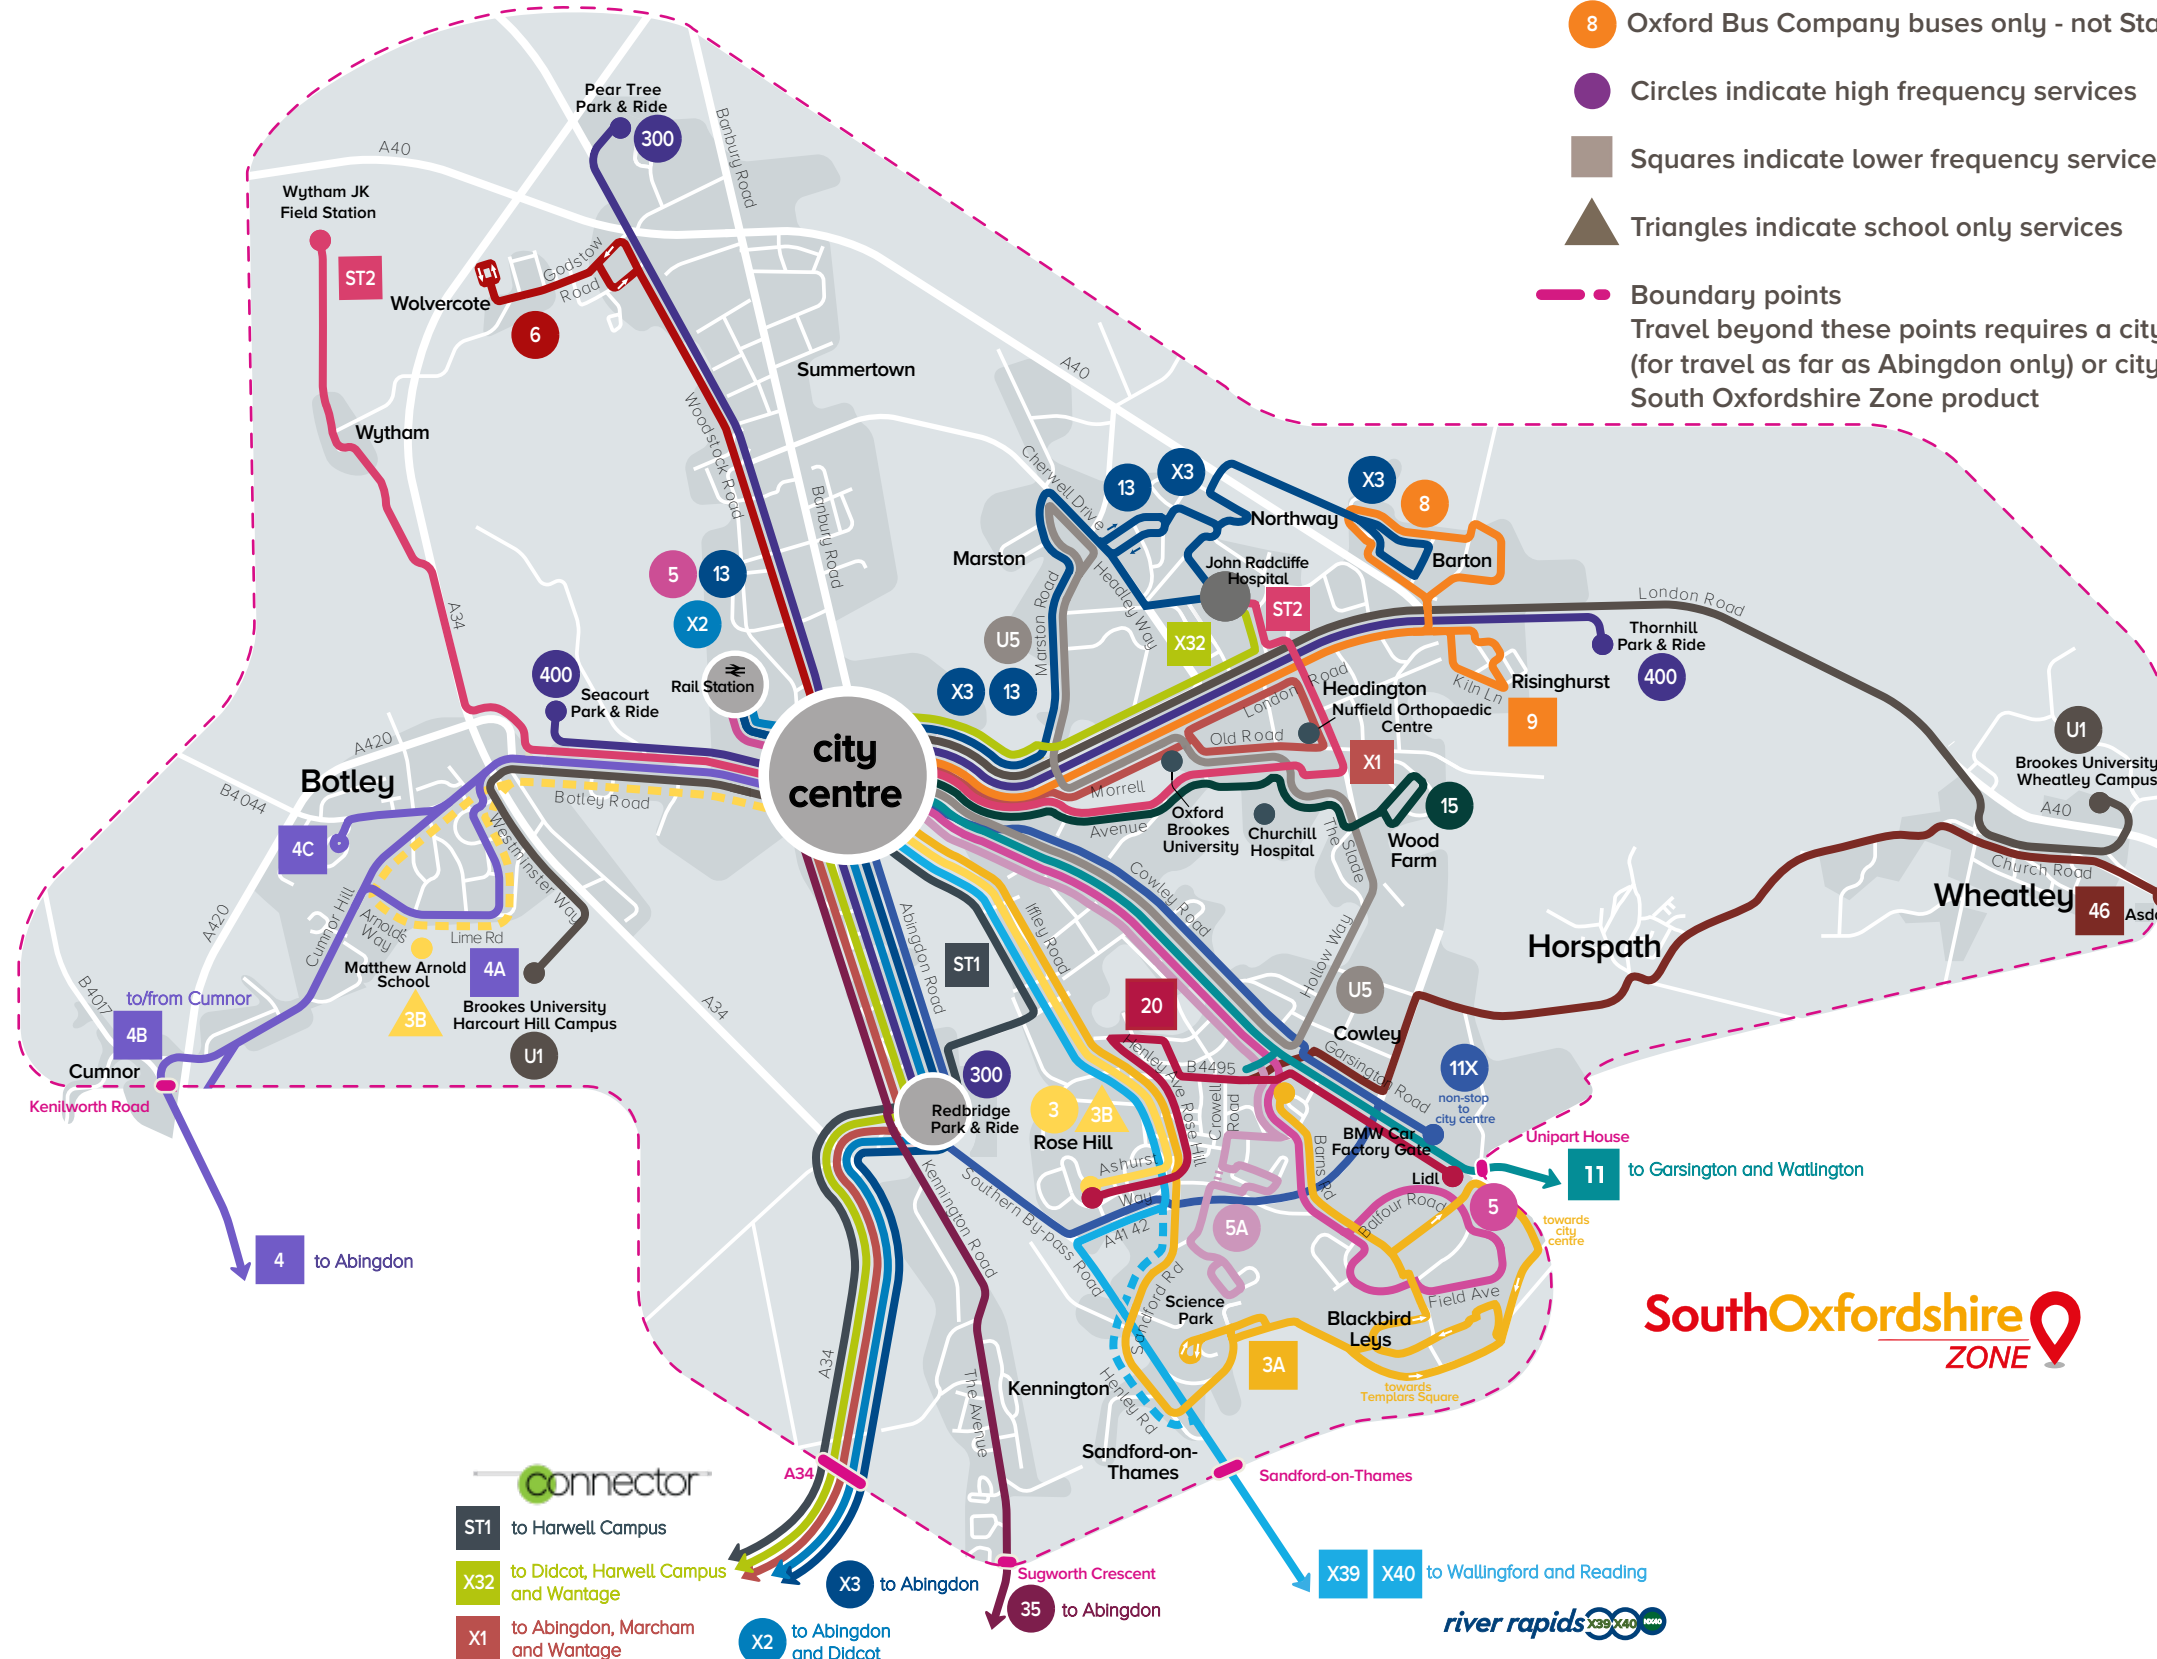 8 Oxford Bus Company buses only - not Sta
Circles indicate high frequency services
Squares indicate lower frequency service
Triangles indicate school only services
Boundary points
Travel beyond these points requires a city
(for travel as far as Abingdon only) or city
South Oxfordshire Zone product
Pear Tree
Park & Ride
300
Banbury Road
A40
Wytham JK
Field Station
ST2
Wolvercote
Godstow
Road
6
Summertown
A40
Wytham
Woodstock Road
Banbury Road
Cherwell Drive
13
X3
X3
8
Northway
Barton
Marston
John Radcliffe
Hospital
Headley Way
Marston Road
ST2
5
13
X2
A34
U5
X32
London Road
Thornhill
Park & Ride
400
400
Seacourt
Park & Ride
Rail Station
X3
13
Headington
London Road
Nuffield Orthopaedic
Centre
Kiln Ln
Risinghurst
9
Old Road
X1
U1
Brookes University
Wheatley Campus
A40
city
centre
A420
Botley
B4044
Botley Road
Morrell
Avenue
Oxford
Brookes
University
Churchill
Hospital
The Slade
15
Wood
Farm
4C
Westminster Way
Church Road
Wheatley
46
Asd
A420
Cumnor Hill
Arnolds
Way
Lime Rd
Cowley Road
Abingdon Road
Iffley Road
Hollow Way
Horspath
Matthew Arnold
School
4A
3B
Brookes University
Harcourt Hill Campus
U1
ST1
A34
B4017
to/from Cumnor
4B
Cumnor
Kenilworth Road
20
U5
Cowley
Henley Ave
B4495
Garsington Road
11X
non-stop
to
city centre
300
Redbridge
Park & Ride
3
3B
Rose Hill
Rose Hill
Crowell
Road
BMW Car
Factory Gate
Unipart House
Lidl
11
to Garsington and Watlington
Ashurst
Way
Barns Rd
Balfour Road
5
towards
city
centre
Kennington Road
Southern By-pass Road
A4142
5A
4
to Abingdon
Sandford Rd
Science
Park
Field Ave
Blackbird
Leys
SouthOxfordshire
ZONE
3A
towards
Templars Square
A34
The Avenue
Kennington
Henley Rd
Sandford-on-
Thames
Sandford-on-Thames
A34
connector
ST1
to Harwell Campus
X32
to Didcot, Harwell Campus
and Wantage
X1
to Abingdon, Marcham
and Wantage
X3
to Abingdon
X2
to Abingdon
and Didcot
Sugworth Crescent
35
to Abingdon
X39
X40
to Wallingford and Reading
river rapids X39 X40 NX40